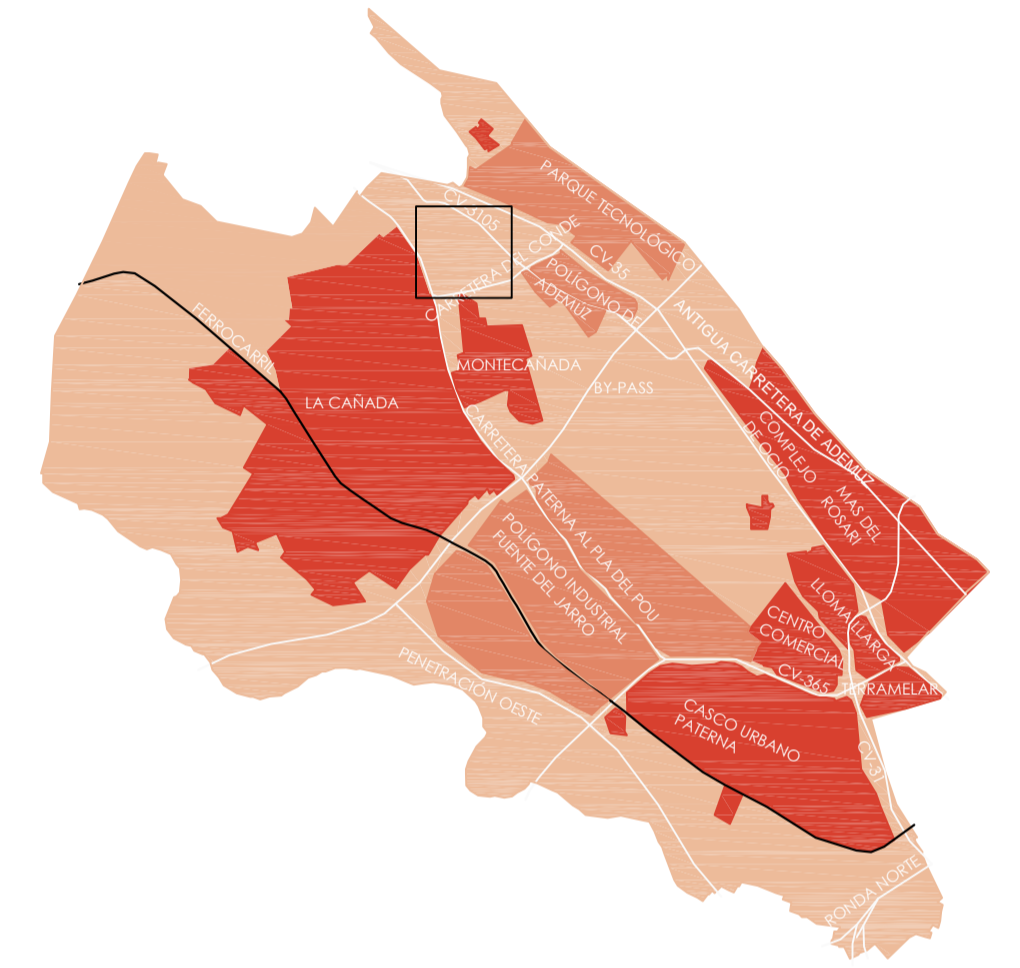 PARQUE TECNOLÓGICO
CV-3105
CARRETERA DEL CONDE
CV-35
POLÍGONO DE
ADEMÚZ
ANTIGUA CARRETERA DE ADEMUZ
FERROCARRIL
MONTECAÑADA
BY-PASS
LA CAÑADA
COMPLEJO
DE OCIO
CARRETERA PATERNA AL PLA DEL POU
MAS DEL
ROSARI
POLÍGONO INDUSTRIAL
FUENTE DEL JARRO
LLOMA LLARGA
CENTRO
COMERCIAL
CV-365
TERRAMELAR
PENETRACIÓN OESTE
CASCO URBANO
PATERNA
CV-31
RONDA NORTE